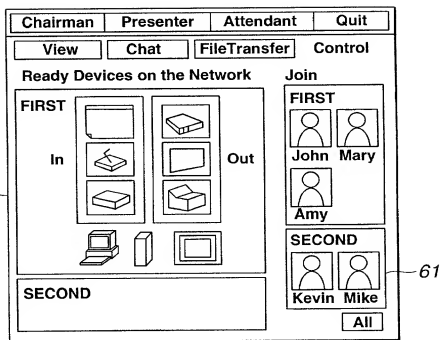 Chairman Presenter Attendant Quit
View Chat FileTransfer Control
Ready Devices on the Network Join
FIRST
In Out
SECOND
FIRST
John Mary
Amy
SECOND
Kevin Mike
All
61